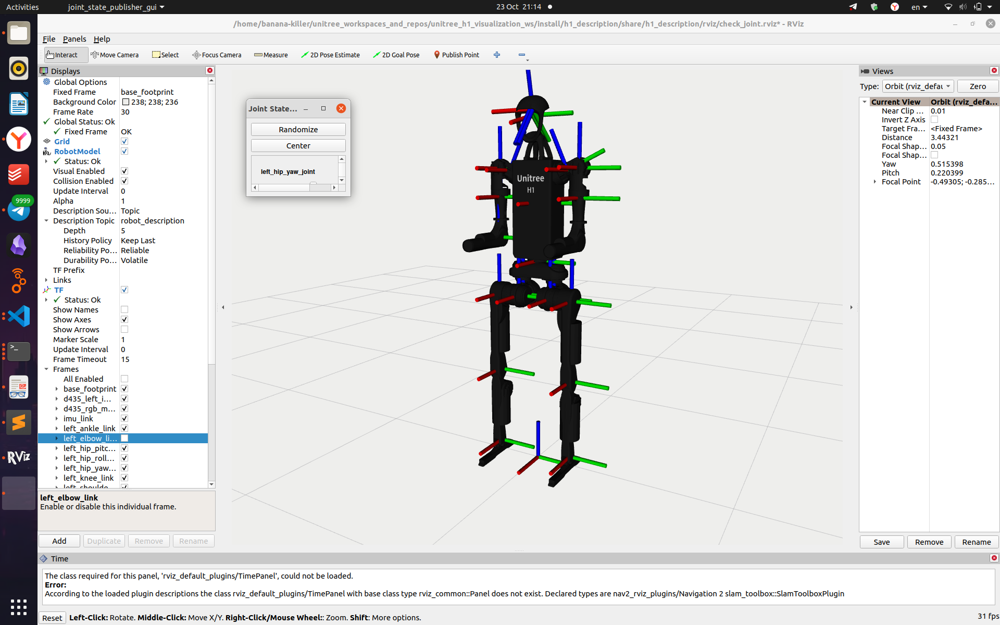 Activities
joint_state_publisher_gui
23 Oct 21:14
en
/home/banana-killer/unitree_workspaces_and_repos/unitree_h1_visualization_ws/install/h1_description/share/h1_description/rviz/check_joint.rviz* - RViz
File Panels Help
Interact Move Camera Select Focus Camera Measure 2D Pose Estimate 2D Goal Pose Publish Point
Displays
Global Options
Fixed Frame base_footprint
Background Color 238; 238; 236
Frame Rate 30
Global Status: Ok
Fixed Frame OK
Grid
RobotModel
Status: Ok
Visual Enabled
Collision Enabled
Update Interval 0
Alpha 1
Description Sou... Topic
Description Topic robot_description
Depth 5
History Policy Keep Last
Reliability Po... Reliable
Durability Po... Volatile
TF Prefix
Links
TF
Status: Ok
Show Names
Show Axes
Show Arrows
Marker Scale 1
Update Interval 0
Frame Timeout 15
Frames
All Enabled
base_footprint
d435_left_i...
d435_rgb_m...
imu_link
left_ankle_link
left_elbow_li...
left_hip_pitc...
left_hip_roll...
left_hip_yaw...
left_knee_link
left_shoulde...
left_elbow_link
Enable or disable this individual frame.
Add Duplicate Remove Rename
Joint State...
Randomize
Center
left_hip_yaw_joint
Unitree
H1
Views
Type: Orbit (rviz_defau Zero
Current View Orbit (rviz_defa...
Near Clip ... 0.01
Invert Z Axis
Target Fra... <Fixed Frame>
Distance 3.44321
Focal Shap... 0.05
Focal Shap...
Yaw 0.515398
Pitch 0.220399
Focal Point -0.49305; -0.285...
Save Remove Rename
Time
The class required for this panel, 'rviz_default_plugins/TimePanel', could not be loaded.
Error:
According to the loaded plugin descriptions the class rviz_default_plugins/TimePanel with base class type rviz_common::Panel does not exist. Declared types are nav2_rviz_plugins/Navigation 2 slam_toolbox::SlamToolboxPlugin
Reset Left-Click: Rotate. Middle-Click: Move X/Y. Right-Click/Mouse Wheel:: Zoom. Shift: More options.
31 fps
9999
RViz